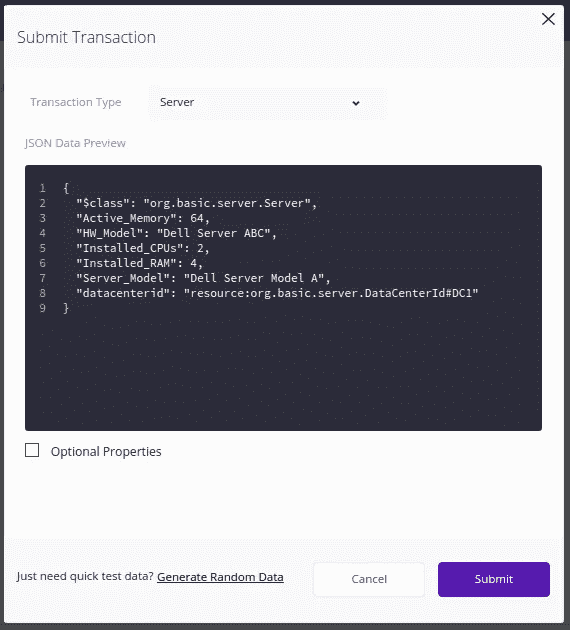 Submit Transaction
Transaction Type Server
JSON Data Preview
1 {
2 "$class": "org.basic.server.Server",
3 "Active_Memory": 64,
4 "HW_Model": "Dell Server ABC",
5 "Installed_CPUs": 2,
6 "Installed_RAM": 4,
7 "Server_Model": "Dell Server Model A",
8 "datacenterid": "resource:org.basic.server.DataCenterId#DC1"
9 }
Optional Properties
Just need quick test data? Generate Random Data Cancel Submit